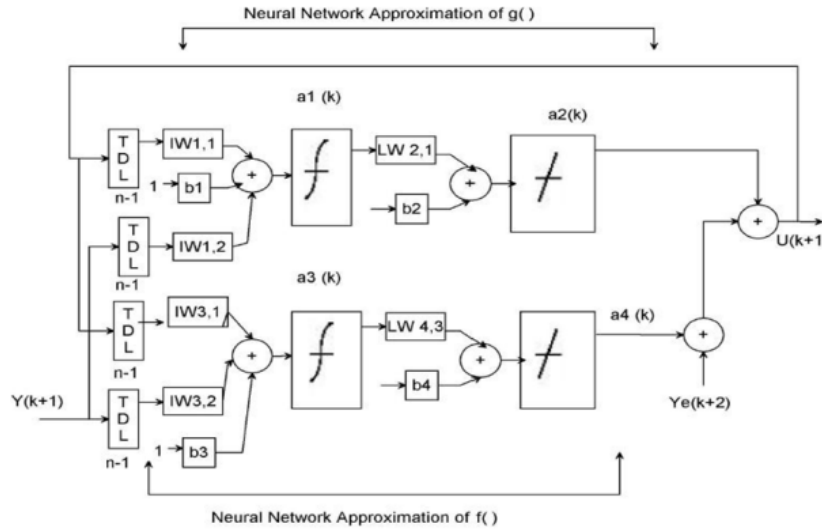 Neural Network Approximation of g( )
a1 (k)
a2(k)
T D L
IW1,1
LW 2,1
n-1
1
b1
b2
U(k+1
T D L
IW1,2
n-1
a3 (k)
T D L
IW3,1
LW 4,3
a4 (k)
n-1
b4
Y(k+1)
T D L
IW3,2
Ye(k+2)
n-1
1
b3
Neural Network Approximation of f( )